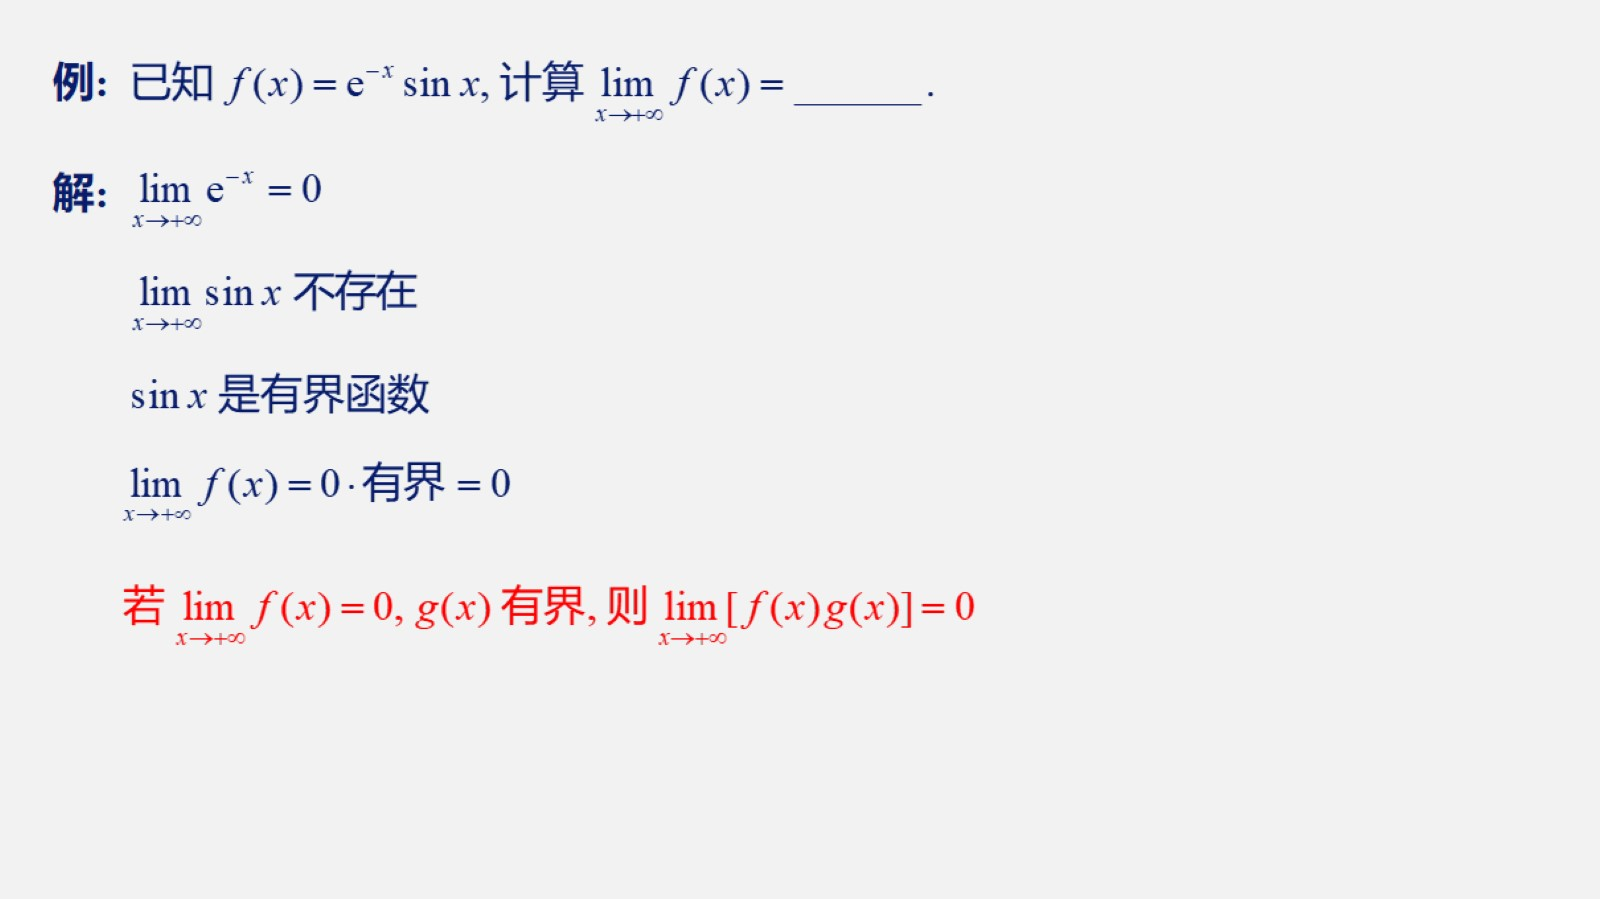 例: 已知 f(x) = e^{-x} sin x, 计算 lim_{x→+∞} f(x) = ______.
解: lim_{x→+∞} e^{-x} = 0
lim_{x→+∞} sin x 不存在
sin x 是有界函数
lim_{x→+∞} f(x) = 0 · 有界 = 0
若 lim_{x→+∞} f(x) = 0, g(x) 有界, 则 lim_{x→+∞} [f(x)g(x)] = 0